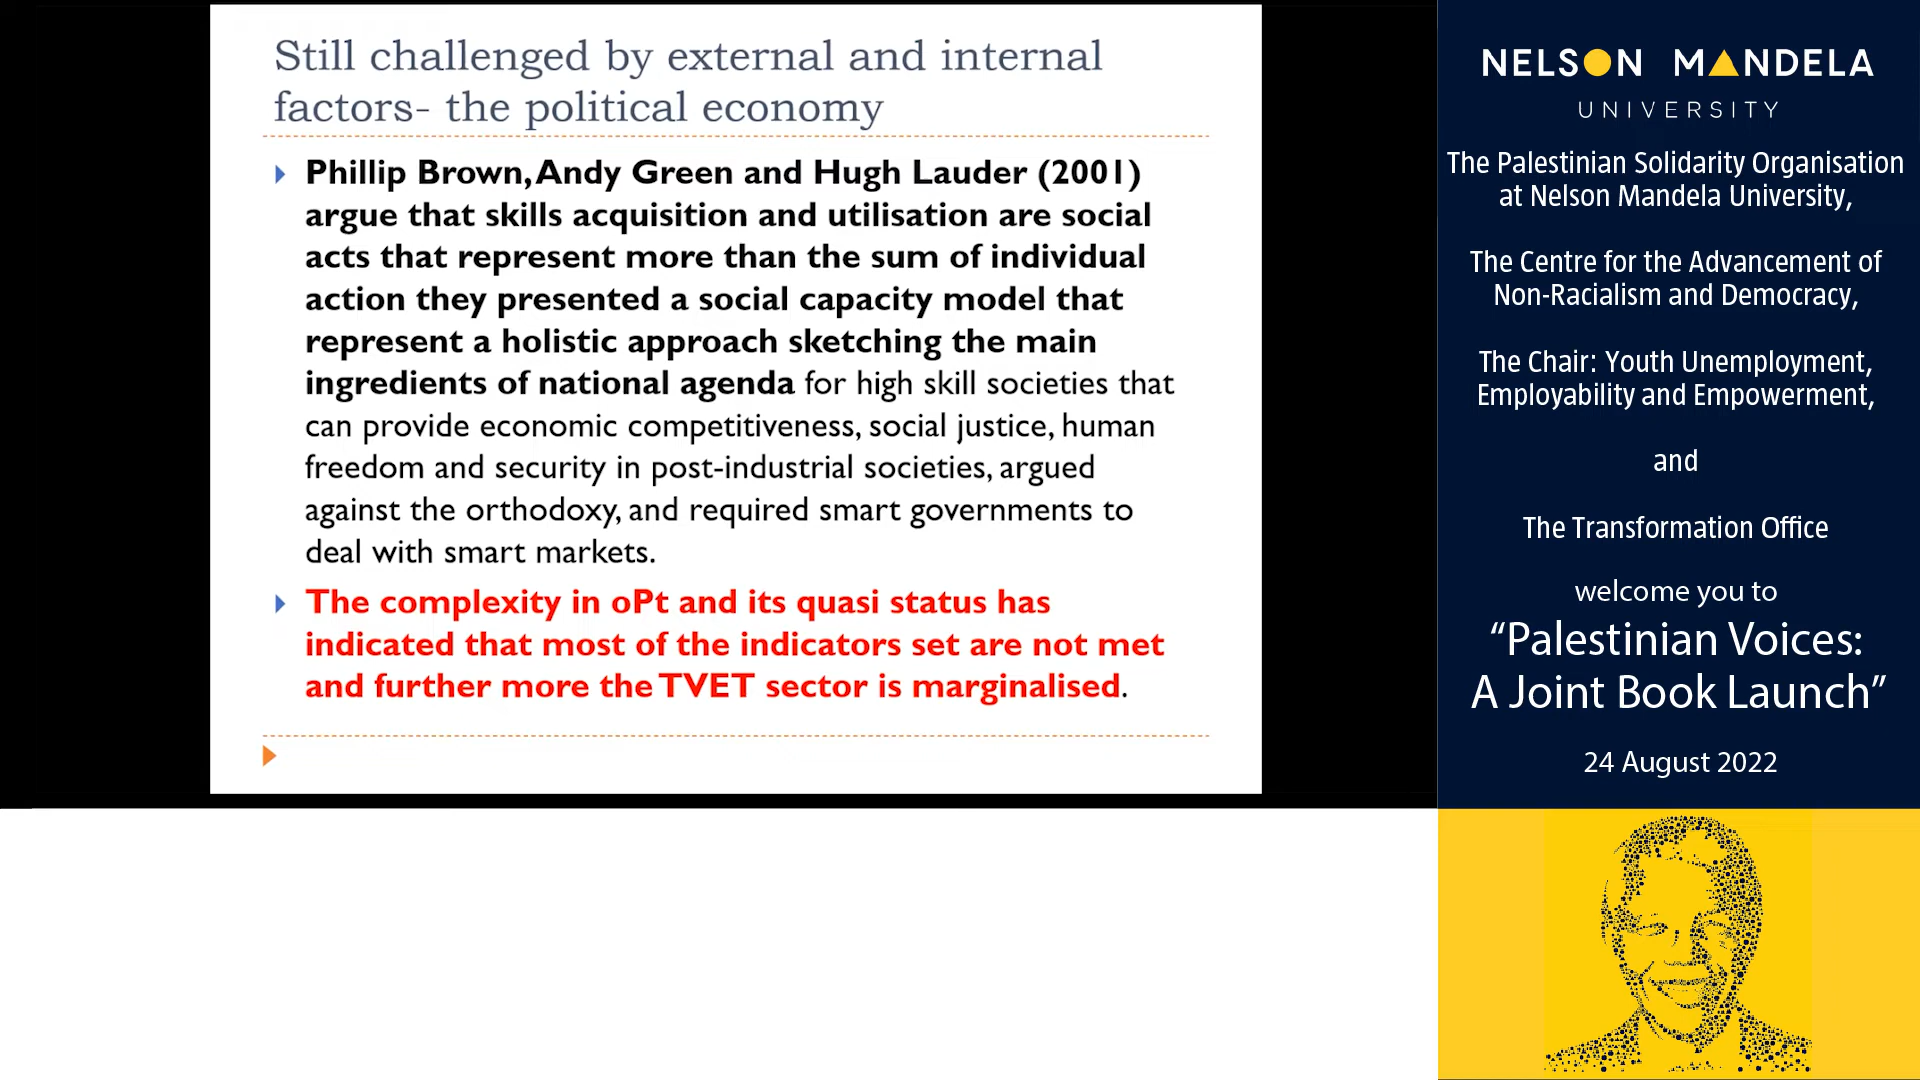 Still challenged by external and internal
factors- the political economy
Phillip Brown, Andy Green and Hugh Lauder (2001)
argue that skills acquisition and utilisation are social
acts that represent more than the sum of individual
action they presented a social capacity model that
represent a holistic approach sketching the main
ingredients of national agenda for high skill societies that
can provide economic competitiveness, social justice, human
freedom and security in post-industrial societies, argued
against the orthodoxy, and required smart governments to
deal with smart markets.
The complexity in oPt and its quasi status has
indicated that most of the indicators set are not met
and further more the TVET sector is marginalised.
NELSON MANDELA
UNIVERSITY
The Palestinian Solidarity Organisation
at Nelson Mandela University,
The Centre for the Advancement of
Non-Racialism and Democracy,
The Chair: Youth Unemployment,
Employability and Empowerment,
and
The Transformation Office
welcome you to
“Palestinian Voices:
A Joint Book Launch”
24 August 2022